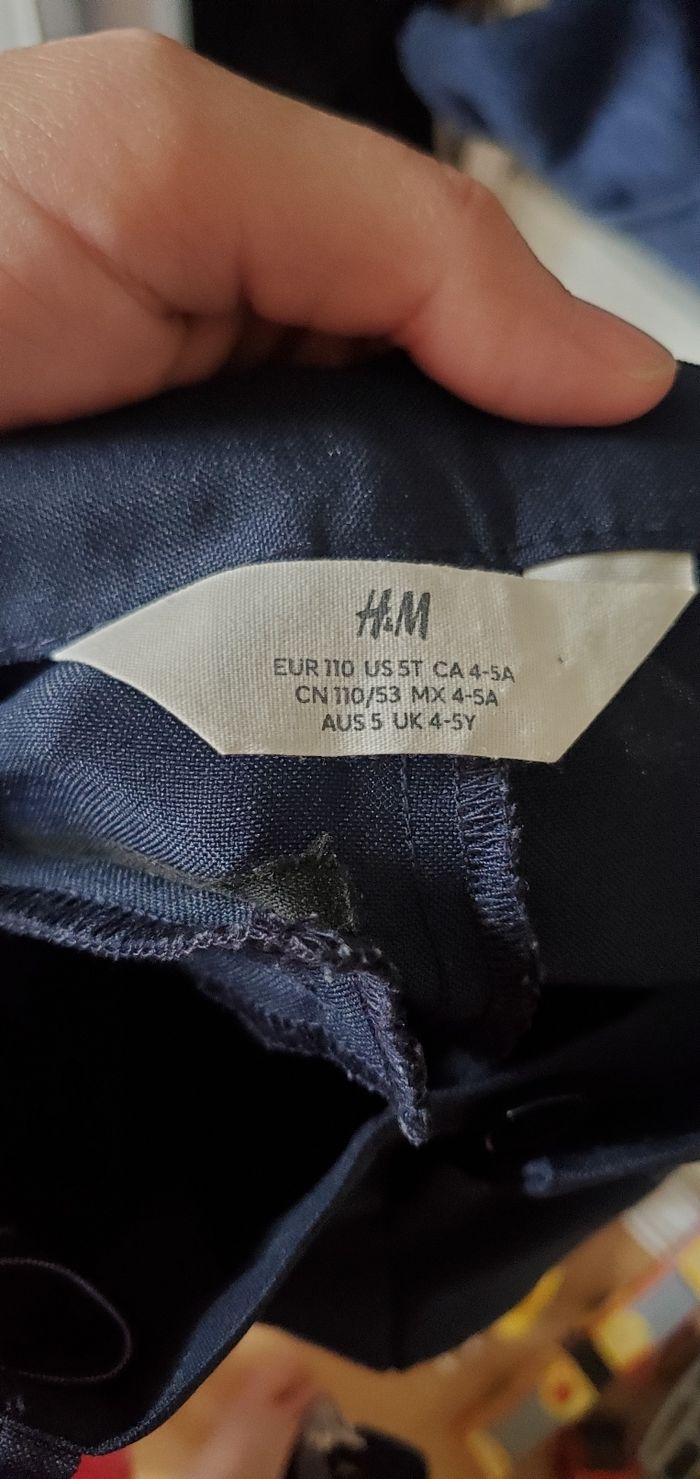 H&M
EUR 110 US 5T CA 4-5A
CN 110/53 MX 4-5A
AUS 5 UK 4-5Y